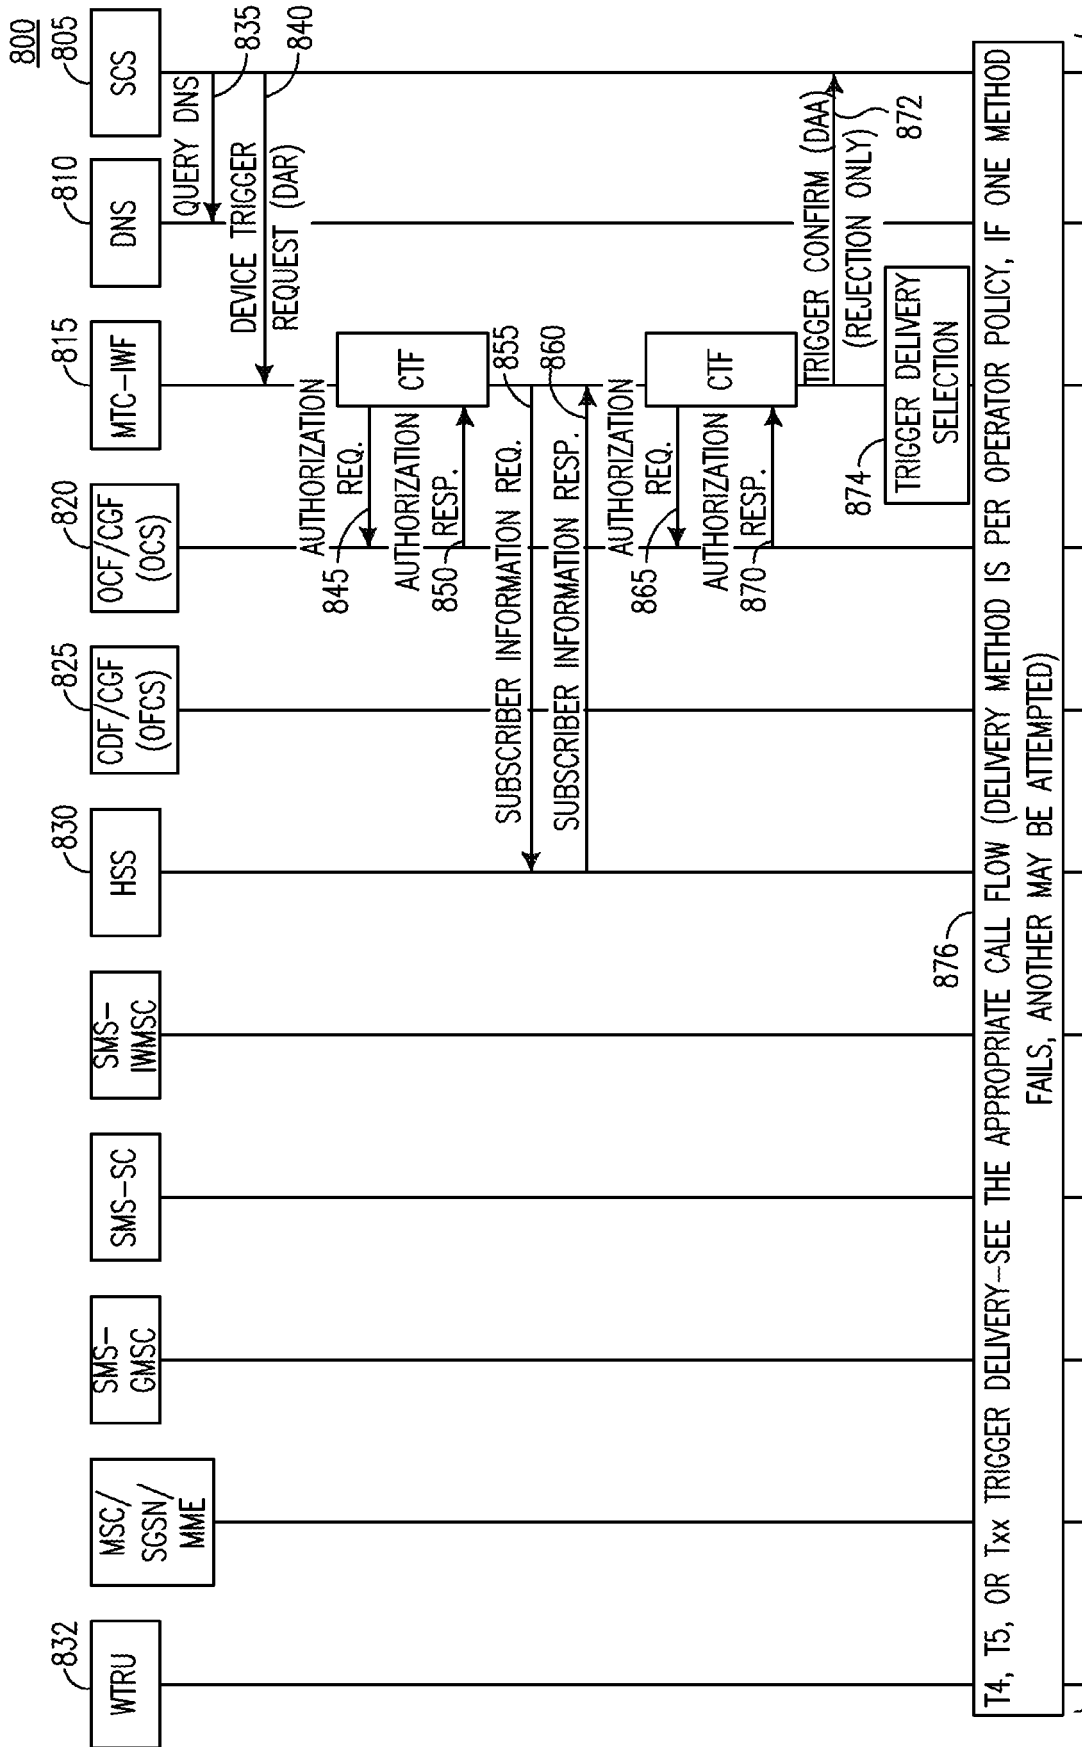 800
WTRU
832
MSC/
SGSN/
MME
SMS-
GMSC
SMS-SC
SMS-
IWMSC
HSS
830
CDF/CGF
(OFCS)
825
OCF/CGF
(OCS)
820
MTC-IWF
815
DNS
810
SCS
805
QUERY DNS
835
DEVICE TRIGGER
REQUEST (DAR)
840
AUTHORIZATION
REQ.
845
CTF
AUTHORIZATION
RESP.
850
SUBSCRIBER INFORMATION REQ.
855
SUBSCRIBER INFORMATION RESP.
860
AUTHORIZATION
REQ.
865
CTF
AUTHORIZATION
RESP.
870
TRIGGER CONFIRM (DAA)
(REJECTION ONLY)
872
874
TRIGGER DELIVERY
SELECTION
876
T4, T5, OR Txx TRIGGER DELIVERY-SEE THE APPROPRIATE CALL FLOW (DELIVERY METHOD IS PER OPERATOR POLICY, IF ONE METHOD
FAILS, ANOTHER MAY BE ATTEMPTED)